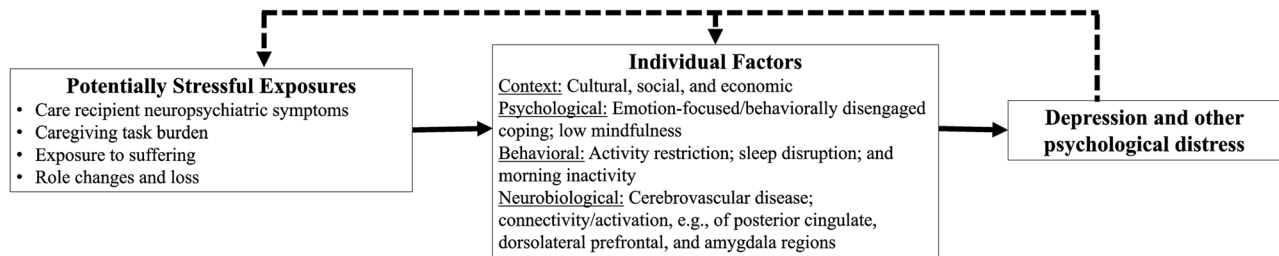 Potentially Stressful Exposures
• Care recipient neuropsychiatric symptoms
• Caregiving task burden
• Exposure to suffering
• Role changes and loss
Individual Factors
Context: Cultural, social, and economic
Psychological: Emotion-focused/behaviorally disengaged
coping; low mindfulness
Behavioral: Activity restriction; sleep disruption; and
morning inactivity
Neurobiological: Cerebrovascular disease;
connectivity/activation, e.g., of posterior cingulate,
dorsolateral prefrontal, and amygdala regions
Depression and other
psychological distress